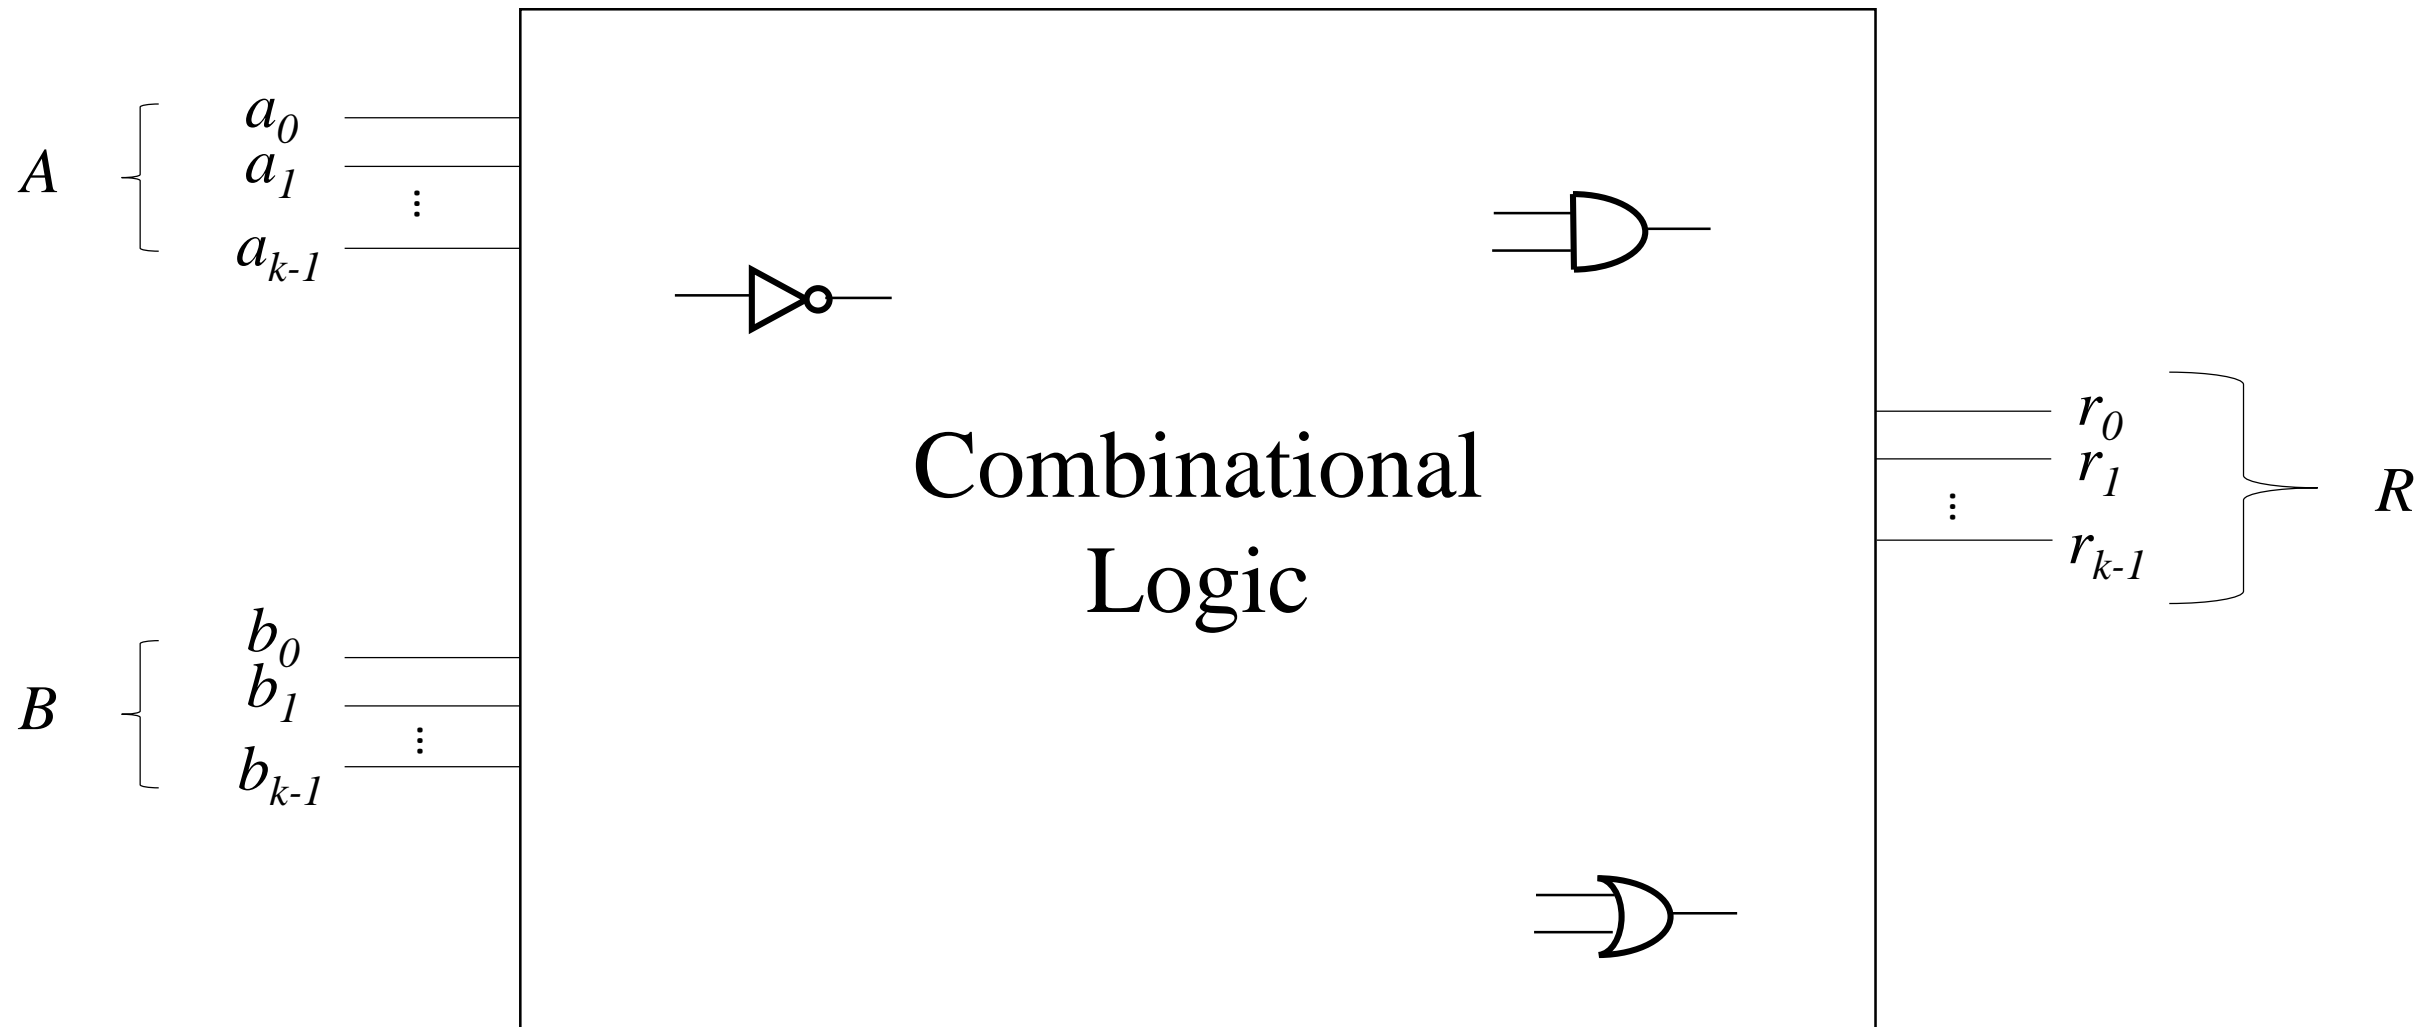 A
a0
a1
⋮
ak-1
B
b0
b1
⋮
bk-1
Combinational
Logic
r0
r1
⋮
rk-1
R